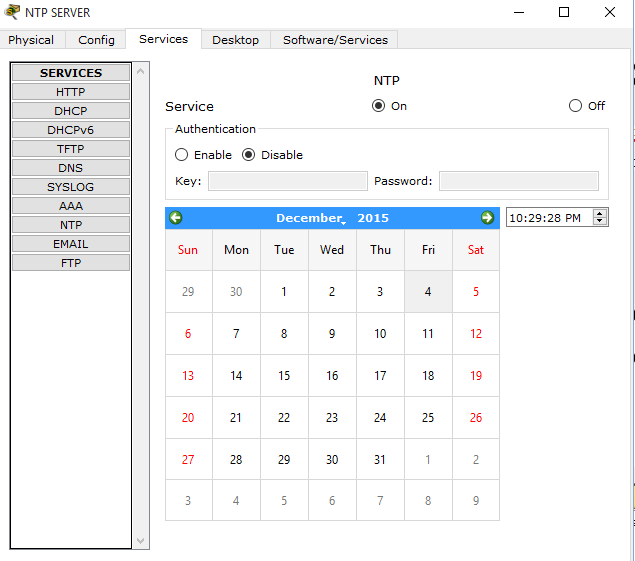 NTP SERVER
Physical Config Services Desktop Software/Services
SERVICES
HTTP
DHCP
DHCPv6
TFTP
DNS
SYSLOG
AAA
NTP
EMAIL
FTP
NTP
Service On Off
Authentication
Enable Disable
Key: Password:
December 2015 10:29:28 PM
Sun Mon Tue Wed Thu Fri Sat
29 30 1 2 3 4 5
6 7 8 9 10 11 12
13 14 15 16 17 18 19
20 21 22 23 24 25 26
27 28 29 30 31 1 2
3 4 5 6 7 8 9